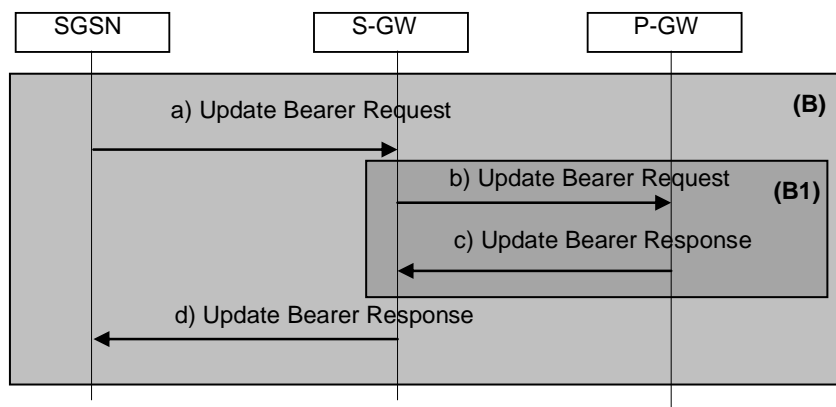 SGSN
S-GW
P-GW
(B)
a) Update Bearer Request
b) Update Bearer Request
(B1)
c) Update Bearer Response
d) Update Bearer Response